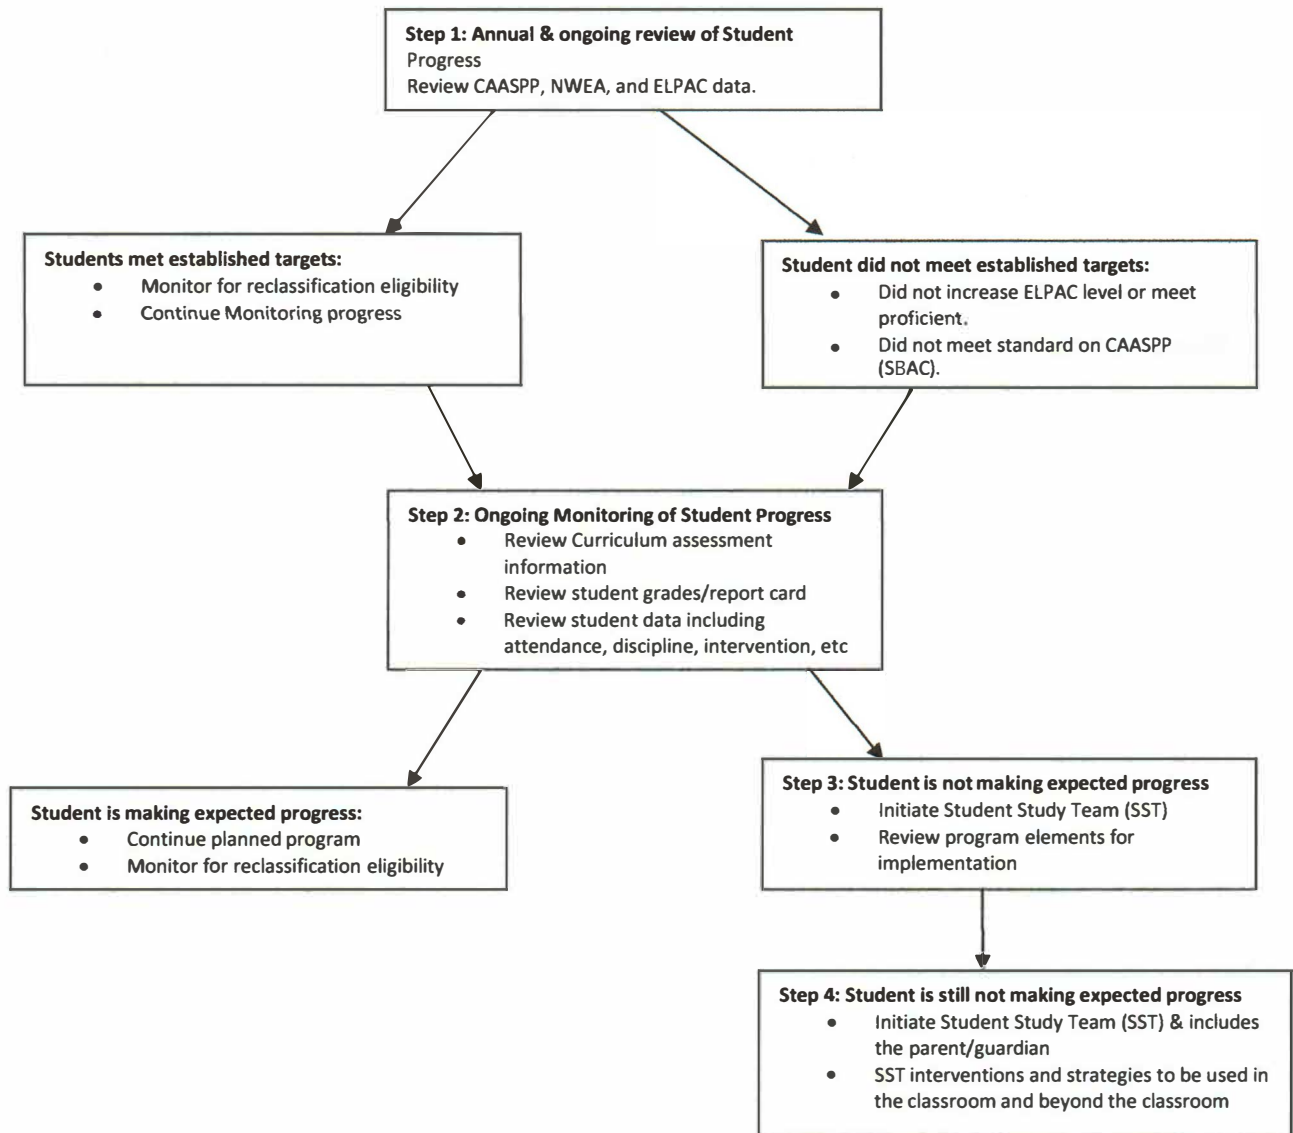 Step 1: Annual & ongoing review of Student
Progress
Review CAASPP, NWEA, and ELPAC data.
Students met established targets:
• Monitor for reclassification eligibility
• Continue Monitoring progress
Student did not meet established targets:
• Did not increase ELPAC level or meet
proficient.
• Did not meet standard on CAASPP
(SBAC).
Step 2: Ongoing Monitoring of Student Progress
• Review Curriculum assessment
information
• Review student grades/report card
• Review student data including
attendance, discipline, intervention, etc
Student is making expected progress:
• Continue planned program
• Monitor for reclassification eligibility
Step 3: Student is not making expected progress
• Initiate Student Study Team (SST)
• Review program elements for
implementation
Step 4: Student is still not making expected progress
• Initiate Student Study Team (SST) & includes
the parent/guardian
• SST interventions and strategies to be used in
the classroom and beyond the classroom